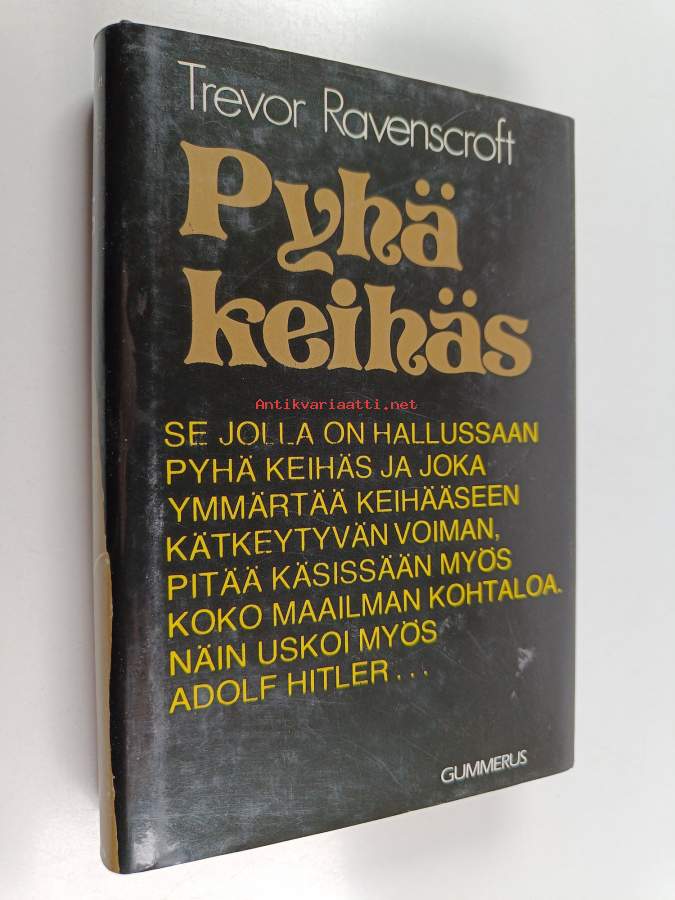 Trevor Ravenscroft
Pyhä
keihäs
Antikvariaatti.net
SE JOLLA ON HALLUSSAAN
PYHÄ KEIHÄS JA JOKA
YMMÄRTÄÄ KEIHÄÄSEEN
KÄTKEYTYVÄN VOIMAN,
PITÄÄ KÄSISSÄÄN MYÖS
KOKO MAAILMAN KOHTALOA.
NÄIN USKOI MYÖS
ADOLF HITLER...
GUMMERUS